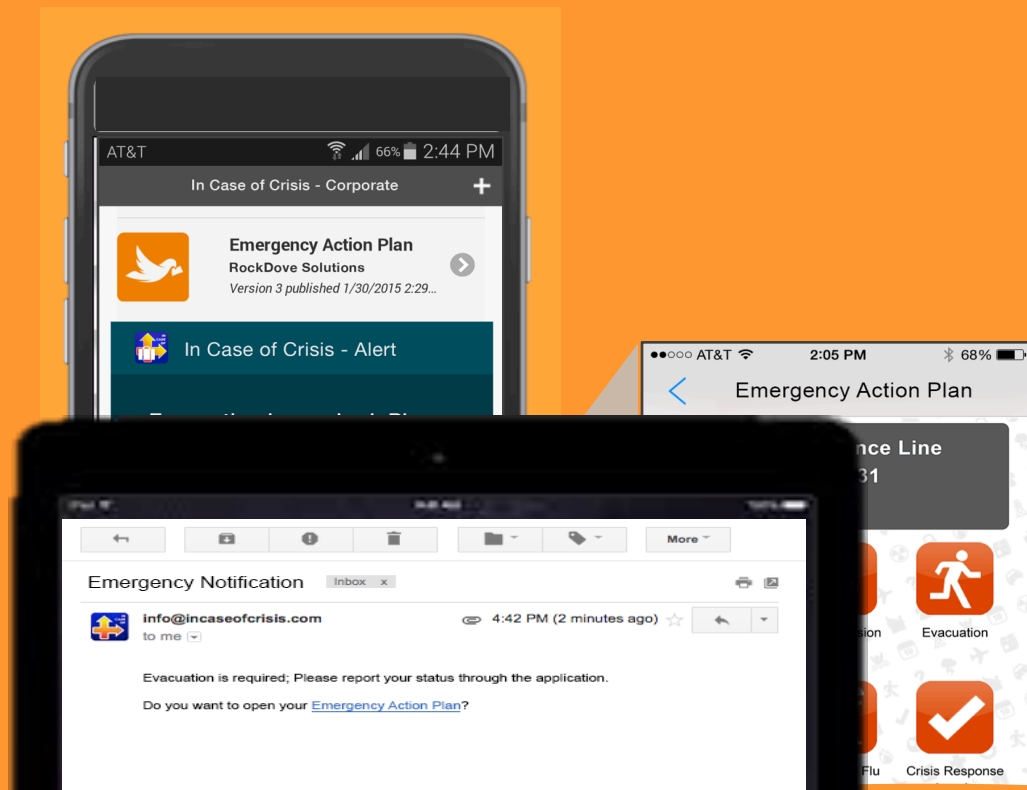 AT&T 66% 2:44 PM
In Case of Crisis - Corporate +
Emergency Action Plan
RockDove Solutions
Version 3 published 1/30/2015 2:29...
In Case of Crisis - Alert
AT&T 2:05 PM 68%
Emergency Action Plan
Line
31
Evacuation
Flu
Crisis Response
More
Emergency Notification Inbox x
info@incaseofcrisis.com 4:42 PM (2 minutes ago)
to me
Evacuation is required; Please report your status through the application.
Do you want to open your Emergency Action Plan?